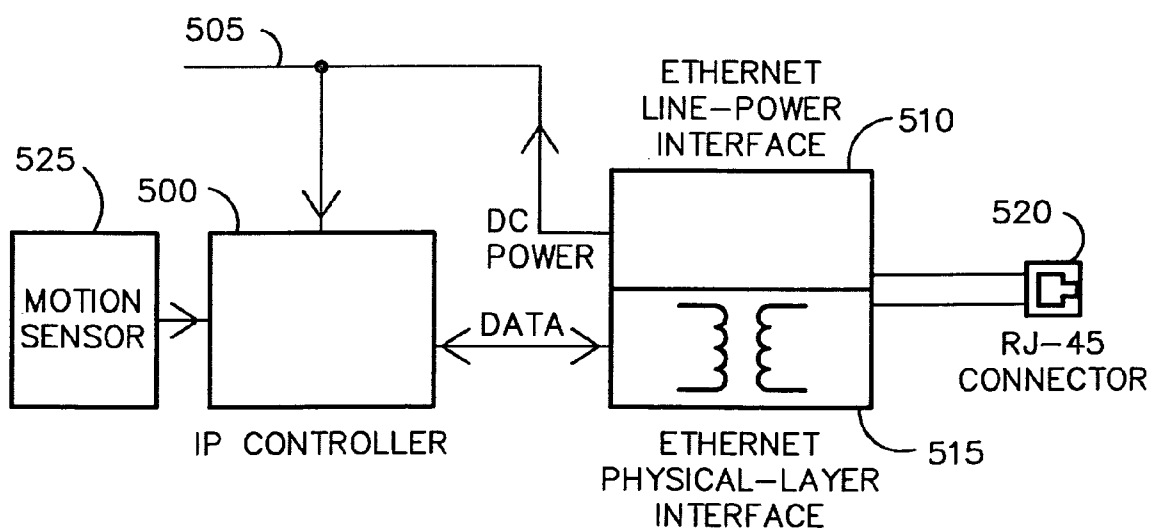 505
ETHERNET
LINE-POWER
INTERFACE
510
525
500
520
DC
POWER
MOTION
SENSOR
DATA
RJ-45
CONNECTOR
IP CONTROLLER
ETHERNET
PHYSICAL-LAYER
INTERFACE
515